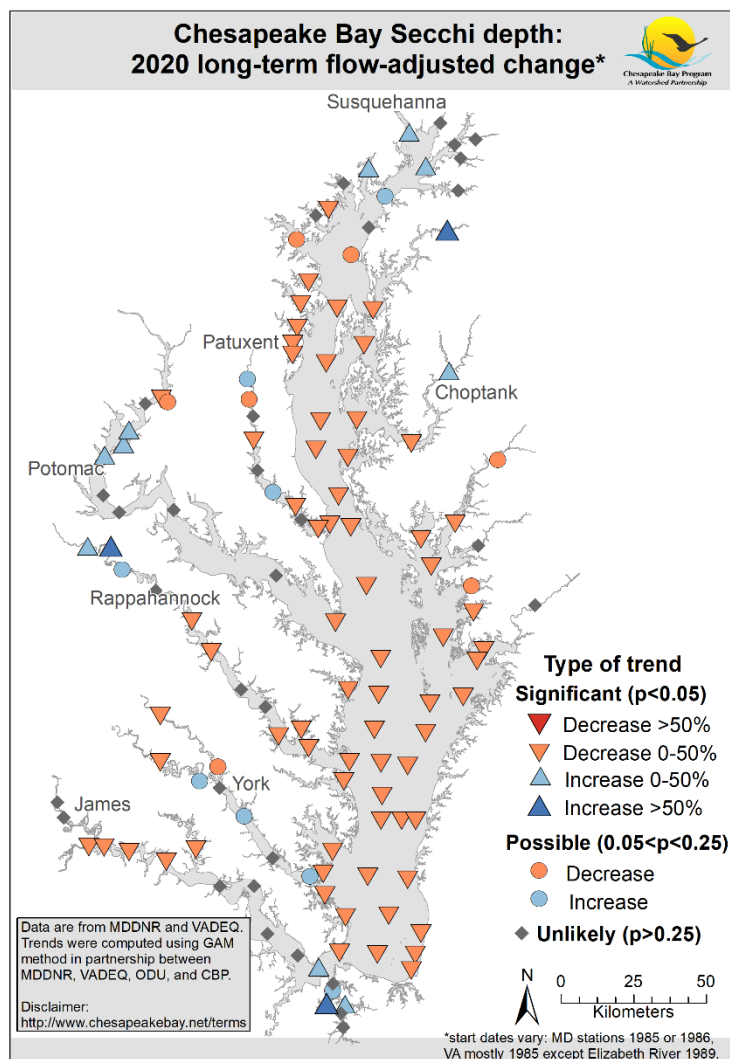 Chesapeake Bay Secchi depth:
2020 long-term flow-adjusted change*
Chesapeake Bay Program
A Watershed Partnership
Susquehanna
Patuxent
Choptank
Potomac
Rappahannock
York
James
Type of trend
Significant (p<0.05)
Decrease >50%
Decrease 0-50%
Increase 0-50%
Increase >50%
Possible (0.05<p<0.25)
Decrease
Increase
Unlikely (p>0.25)
Data are from MDDNR and VADEQ.
Trends were computed using GAM
method in partnership between
MDDNR, VADEQ, ODU, and CBP.
Disclaimer:
http://www.chesapeakebay.net/terms
N
0 25 50
Kilometers
*start dates vary: MD stations 1985 or 1986,
VA mostly 1985 except Elizabeth River 1989.